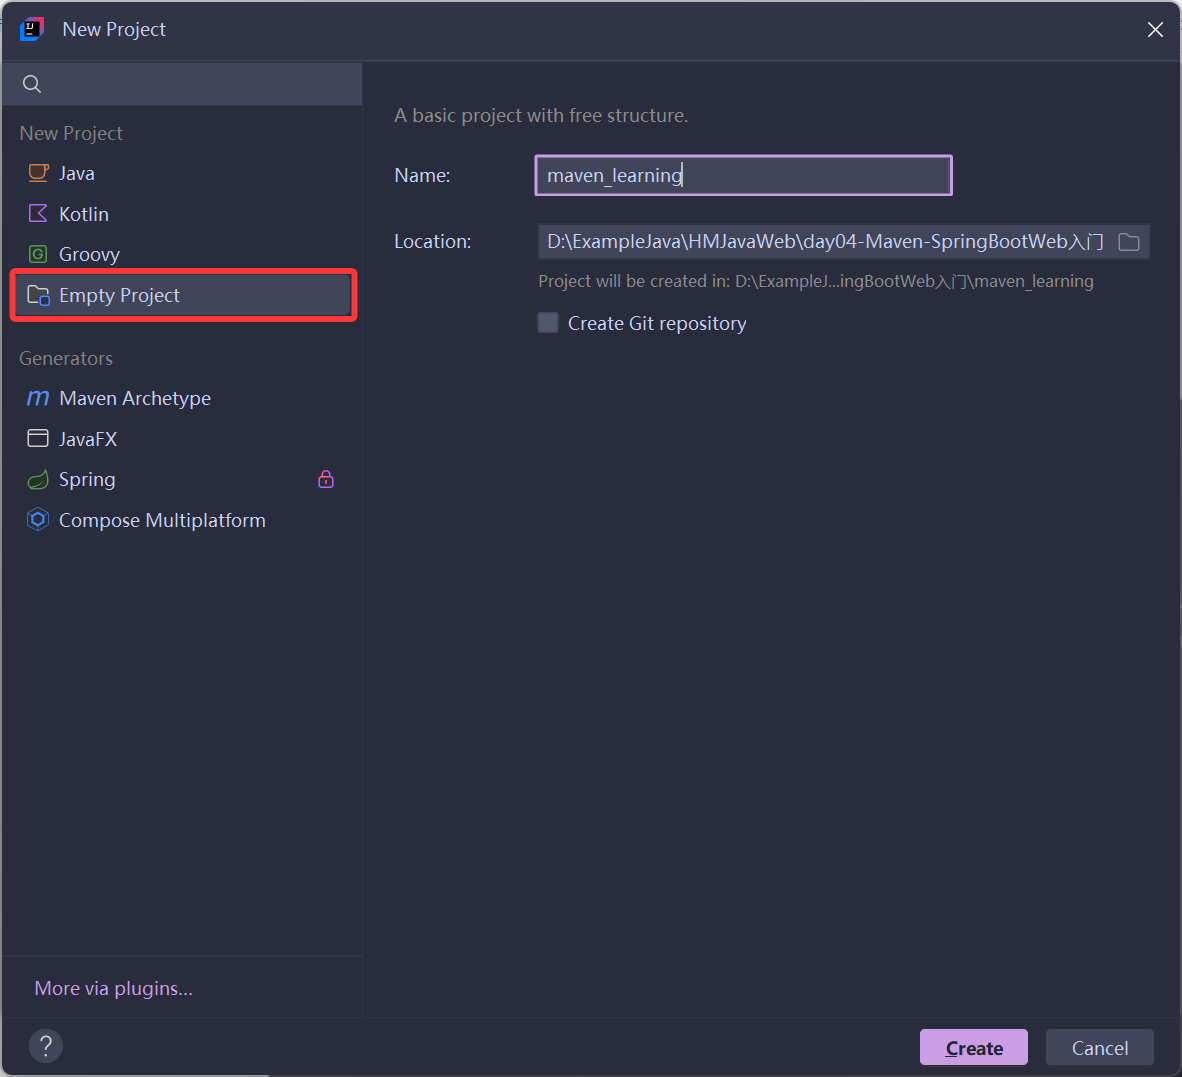 New Project
New Project
Java
Kotlin
Groovy
Empty Project
Generators
Maven Archetype
JavaFX
Spring
Compose Multiplatform
More via plugins...
A basic project with free structure.
Name: maven_learning
Location: D:\ExampleJava\HMJavaWeb\day04-Maven-SpringBootWeb入门
Project will be created in: D:\ExampleJ...ingBootWeb入门\maven_learning
Create Git repository
?
Create
Cancel